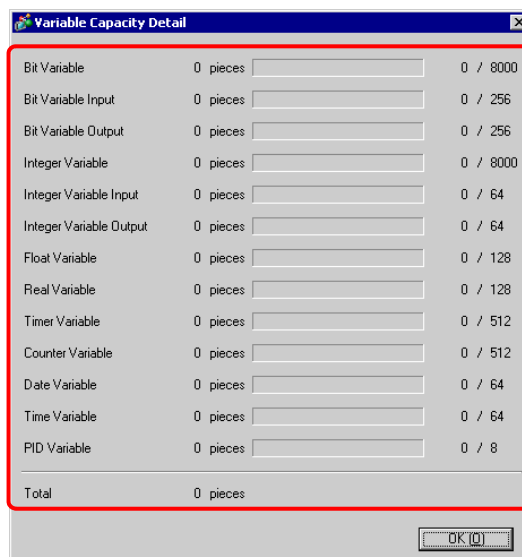 Variable Capacity Detail
Bit Variable 0 pieces 0 / 8000
Bit Variable Input 0 pieces 0 / 256
Bit Variable Output 0 pieces 0 / 256
Integer Variable 0 pieces 0 / 8000
Integer Variable Input 0 pieces 0 / 64
Integer Variable Output 0 pieces 0 / 64
Float Variable 0 pieces 0 / 128
Real Variable 0 pieces 0 / 128
Timer Variable 0 pieces 0 / 512
Counter Variable 0 pieces 0 / 512
Date Variable 0 pieces 0 / 64
Time Variable 0 pieces 0 / 64
PID Variable 0 pieces 0 / 8
Total 0 pieces
OK (O)